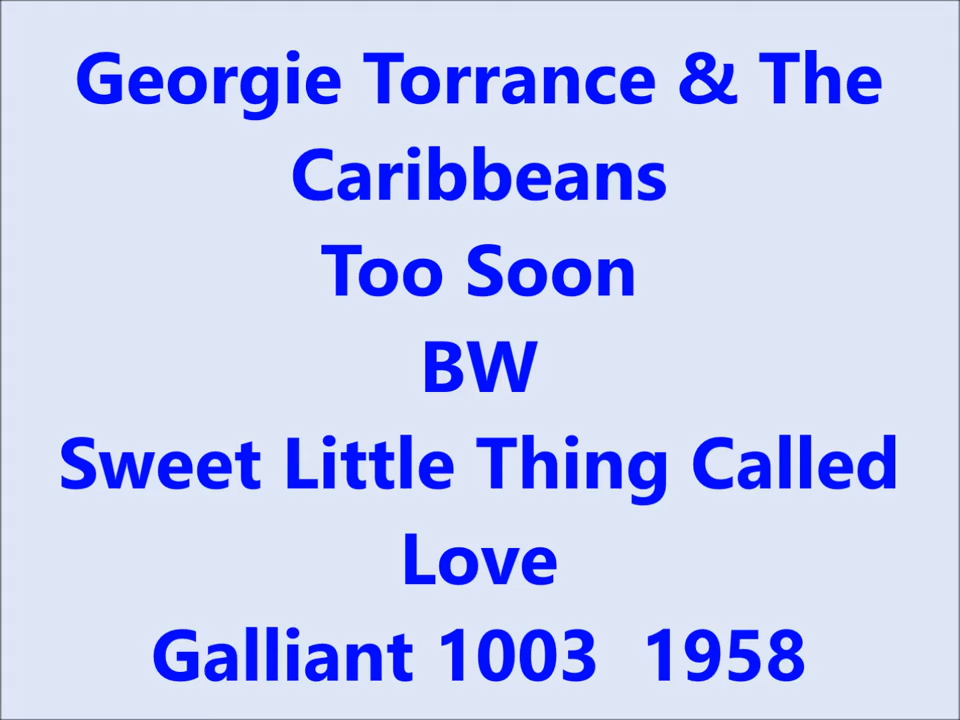 Georgie Torrance & The
Caribbeans
Too Soon
BW
Sweet Little Thing Called
Love
Galliant 1003  1958